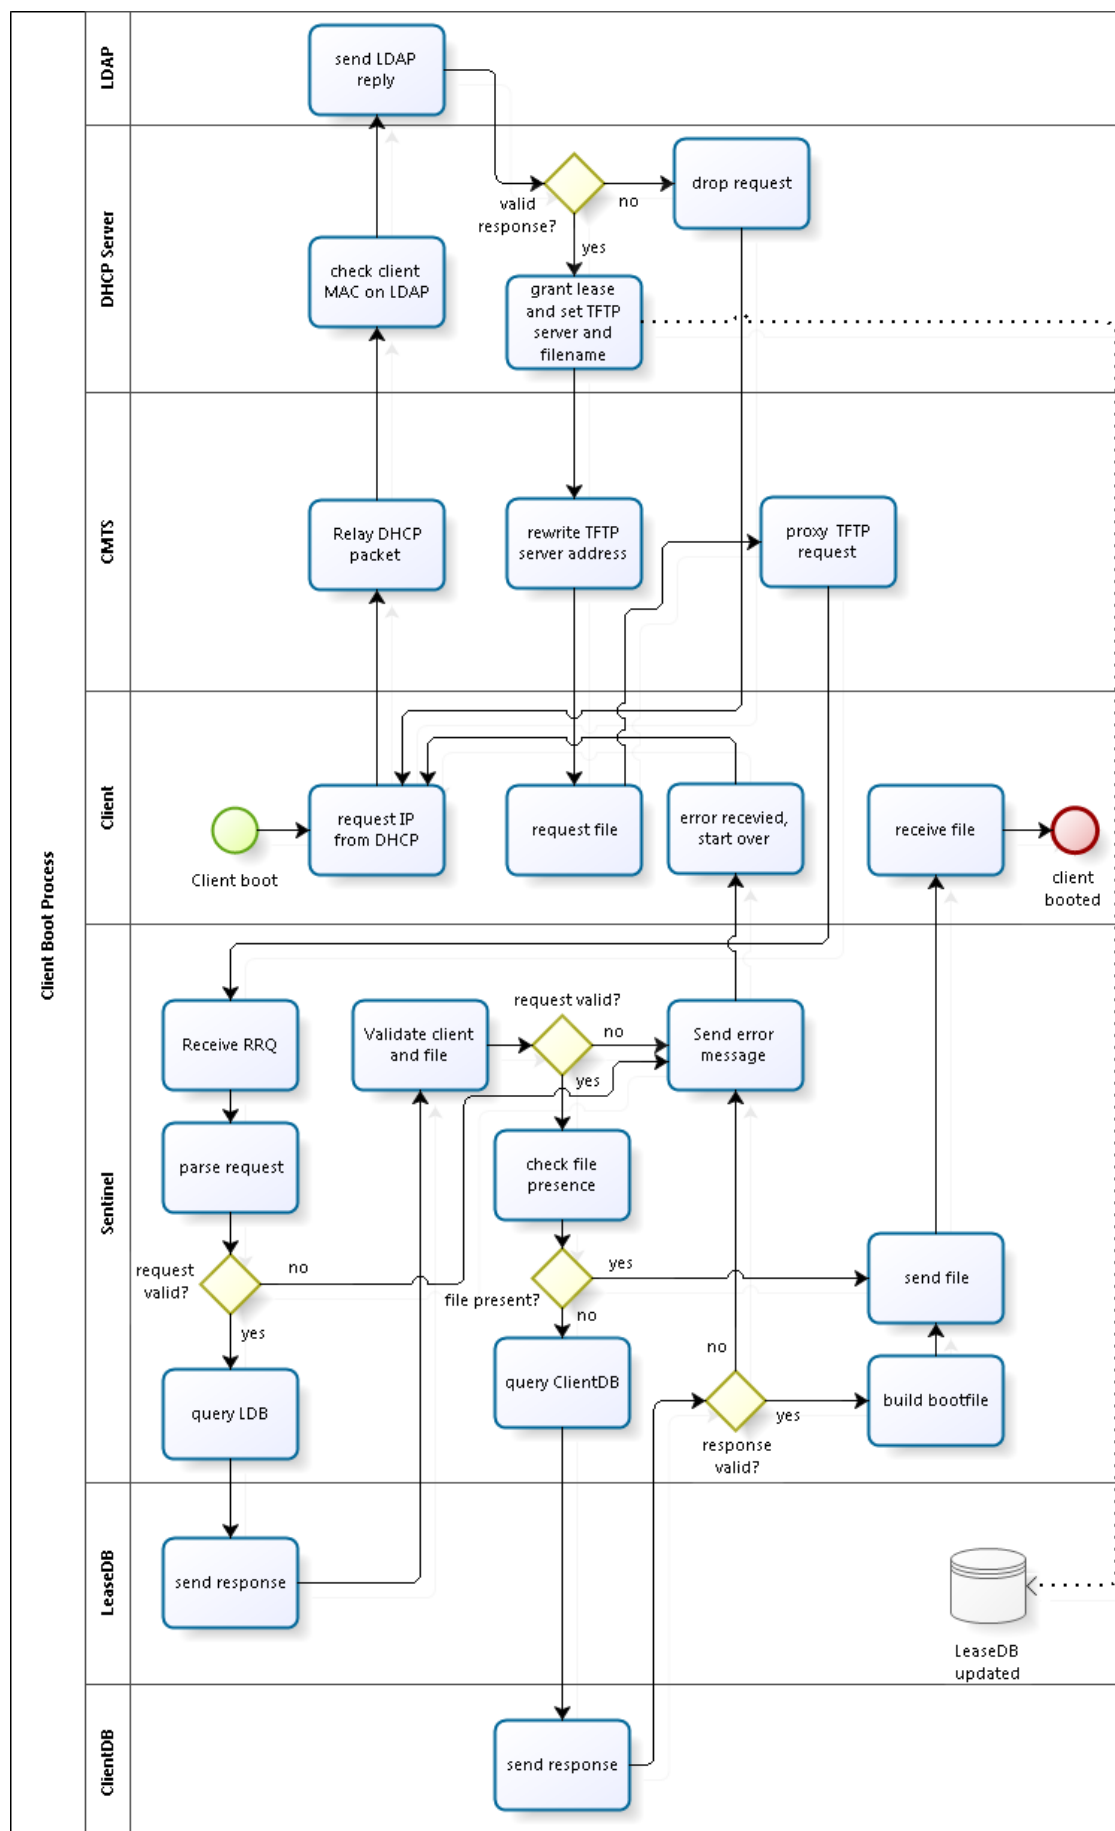 Client Boot Process
LDAP
send LDAP
reply
DHCP Server
valid
response?
no
drop request
yes
check client
MAC on LDAP
grant lease
and set TFTP
server and
filename
CMTS
Relay DHCP
packet
rewrite TFTP
server address
proxy TFTP
request
Client
Client boot
request IP
from DHCP
request file
error recevied,
start over
receive file
client
booted
Sentinel
Receive RRQ
Validate client
and file
request valid?
no
yes
Send error
message
parse request
check file
presence
request
valid?
no
yes
file present?
yes
no
send file
query LDB
query ClientDB
no
response
valid?
yes
build bootfile
LeaseDB
send response
LeaseDB
updated
ClientDB
send response